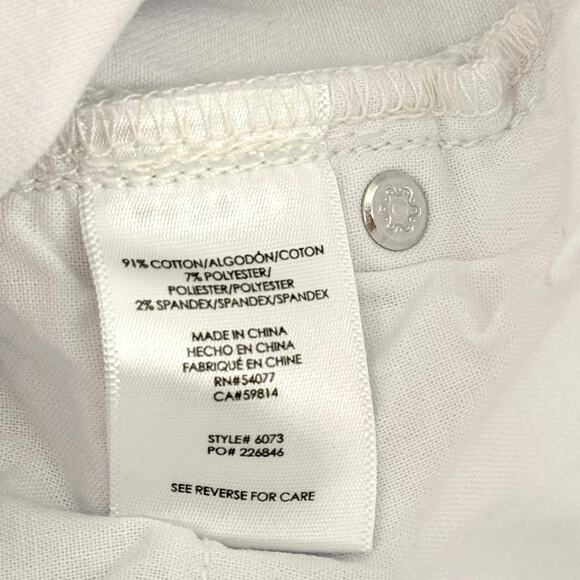 91% COTTON/ALGODÓN/COTON
7% POLYESTER/
POLIESTER/POLYESTER
2% SPANDEX/SPANDEX/SPANDEX
MADE IN CHINA
HECHO EN CHINA
FABRIQUÉ EN CHINE
RN#54077
CA#59814
STYLE# 6073
PO# 226846
SEE REVERSE FOR CARE